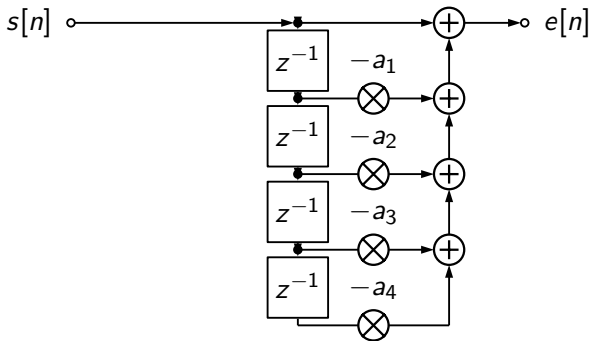 s[n] e[n]
z⁻¹ −a₁
z⁻¹ −a₂
z⁻¹ −a₃
z⁻¹ −a₄